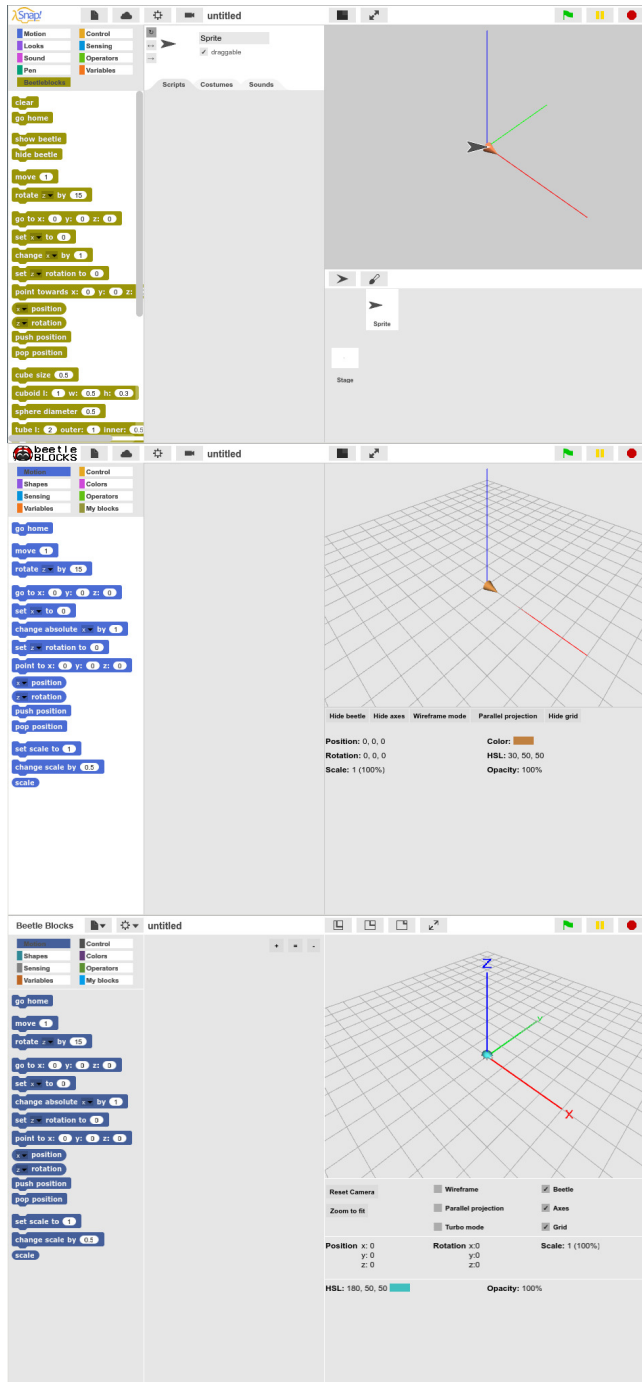 Snap! untitled
Motion Control
Looks Sensing
Sound Operators
Pen Variables
Beetleblocks
Sprite
draggable
Scripts Costumes Sounds
clear
go home
show beetle
hide beetle
move 1
rotate z by 15
go to x: 0 y: 0 z: 0
set x to 0
change x by 1
set z rotation to 0
point towards x: 0 y: 0 z:
x position
z rotation
push position
pop position
cube size 0.5
cuboid l: 1 w: 0.5 h: 0.3
sphere diameter 0.5
tube l: 2 outer: 1 inner: 0.5
Sprite
Stage
beetle BLOCKS untitled
Motion Control
Shapes Colors
Sensing Operators
Variables My blocks
go home
move 1
rotate z by 15
go to x: 0 y: 0 z: 0
set x to 0
change absolute x by 1
set z rotation to 0
point to x: 0 y: 0 z: 0
x position
z rotation
push position
pop position
set scale to 1
change scale by 0.5
scale
Hide beetle Hide axes Wireframe mode Parallel projection Hide grid
Position: 0, 0, 0 Color:
Rotation: 0, 0, 0 HSL: 30, 50, 50
Scale: 1 (100%) Opacity: 100%
Beetle Blocks untitled
Motion Control
Shapes Colors
Sensing Operators
Variables My blocks
+ = -
go home
move 1
rotate z by 15
go to x: 0 y: 0 z: 0
set x to 0
change absolute z by 1
set z rotation to 0
point to x: 0 y: 0 z: 0
x position
z rotation
push position
pop position
set scale to 1
change scale by 0.5
scale
Z
Y
X
Reset Camera Wireframe Beetle
Zoom to fit Parallel projection Axes
Turbo mode Grid
Position x: 0 Rotation x:0 Scale: 1 (100%)
y: 0 y:0
z: 0 z:0
HSL: 180, 50, 50 Opacity: 100%